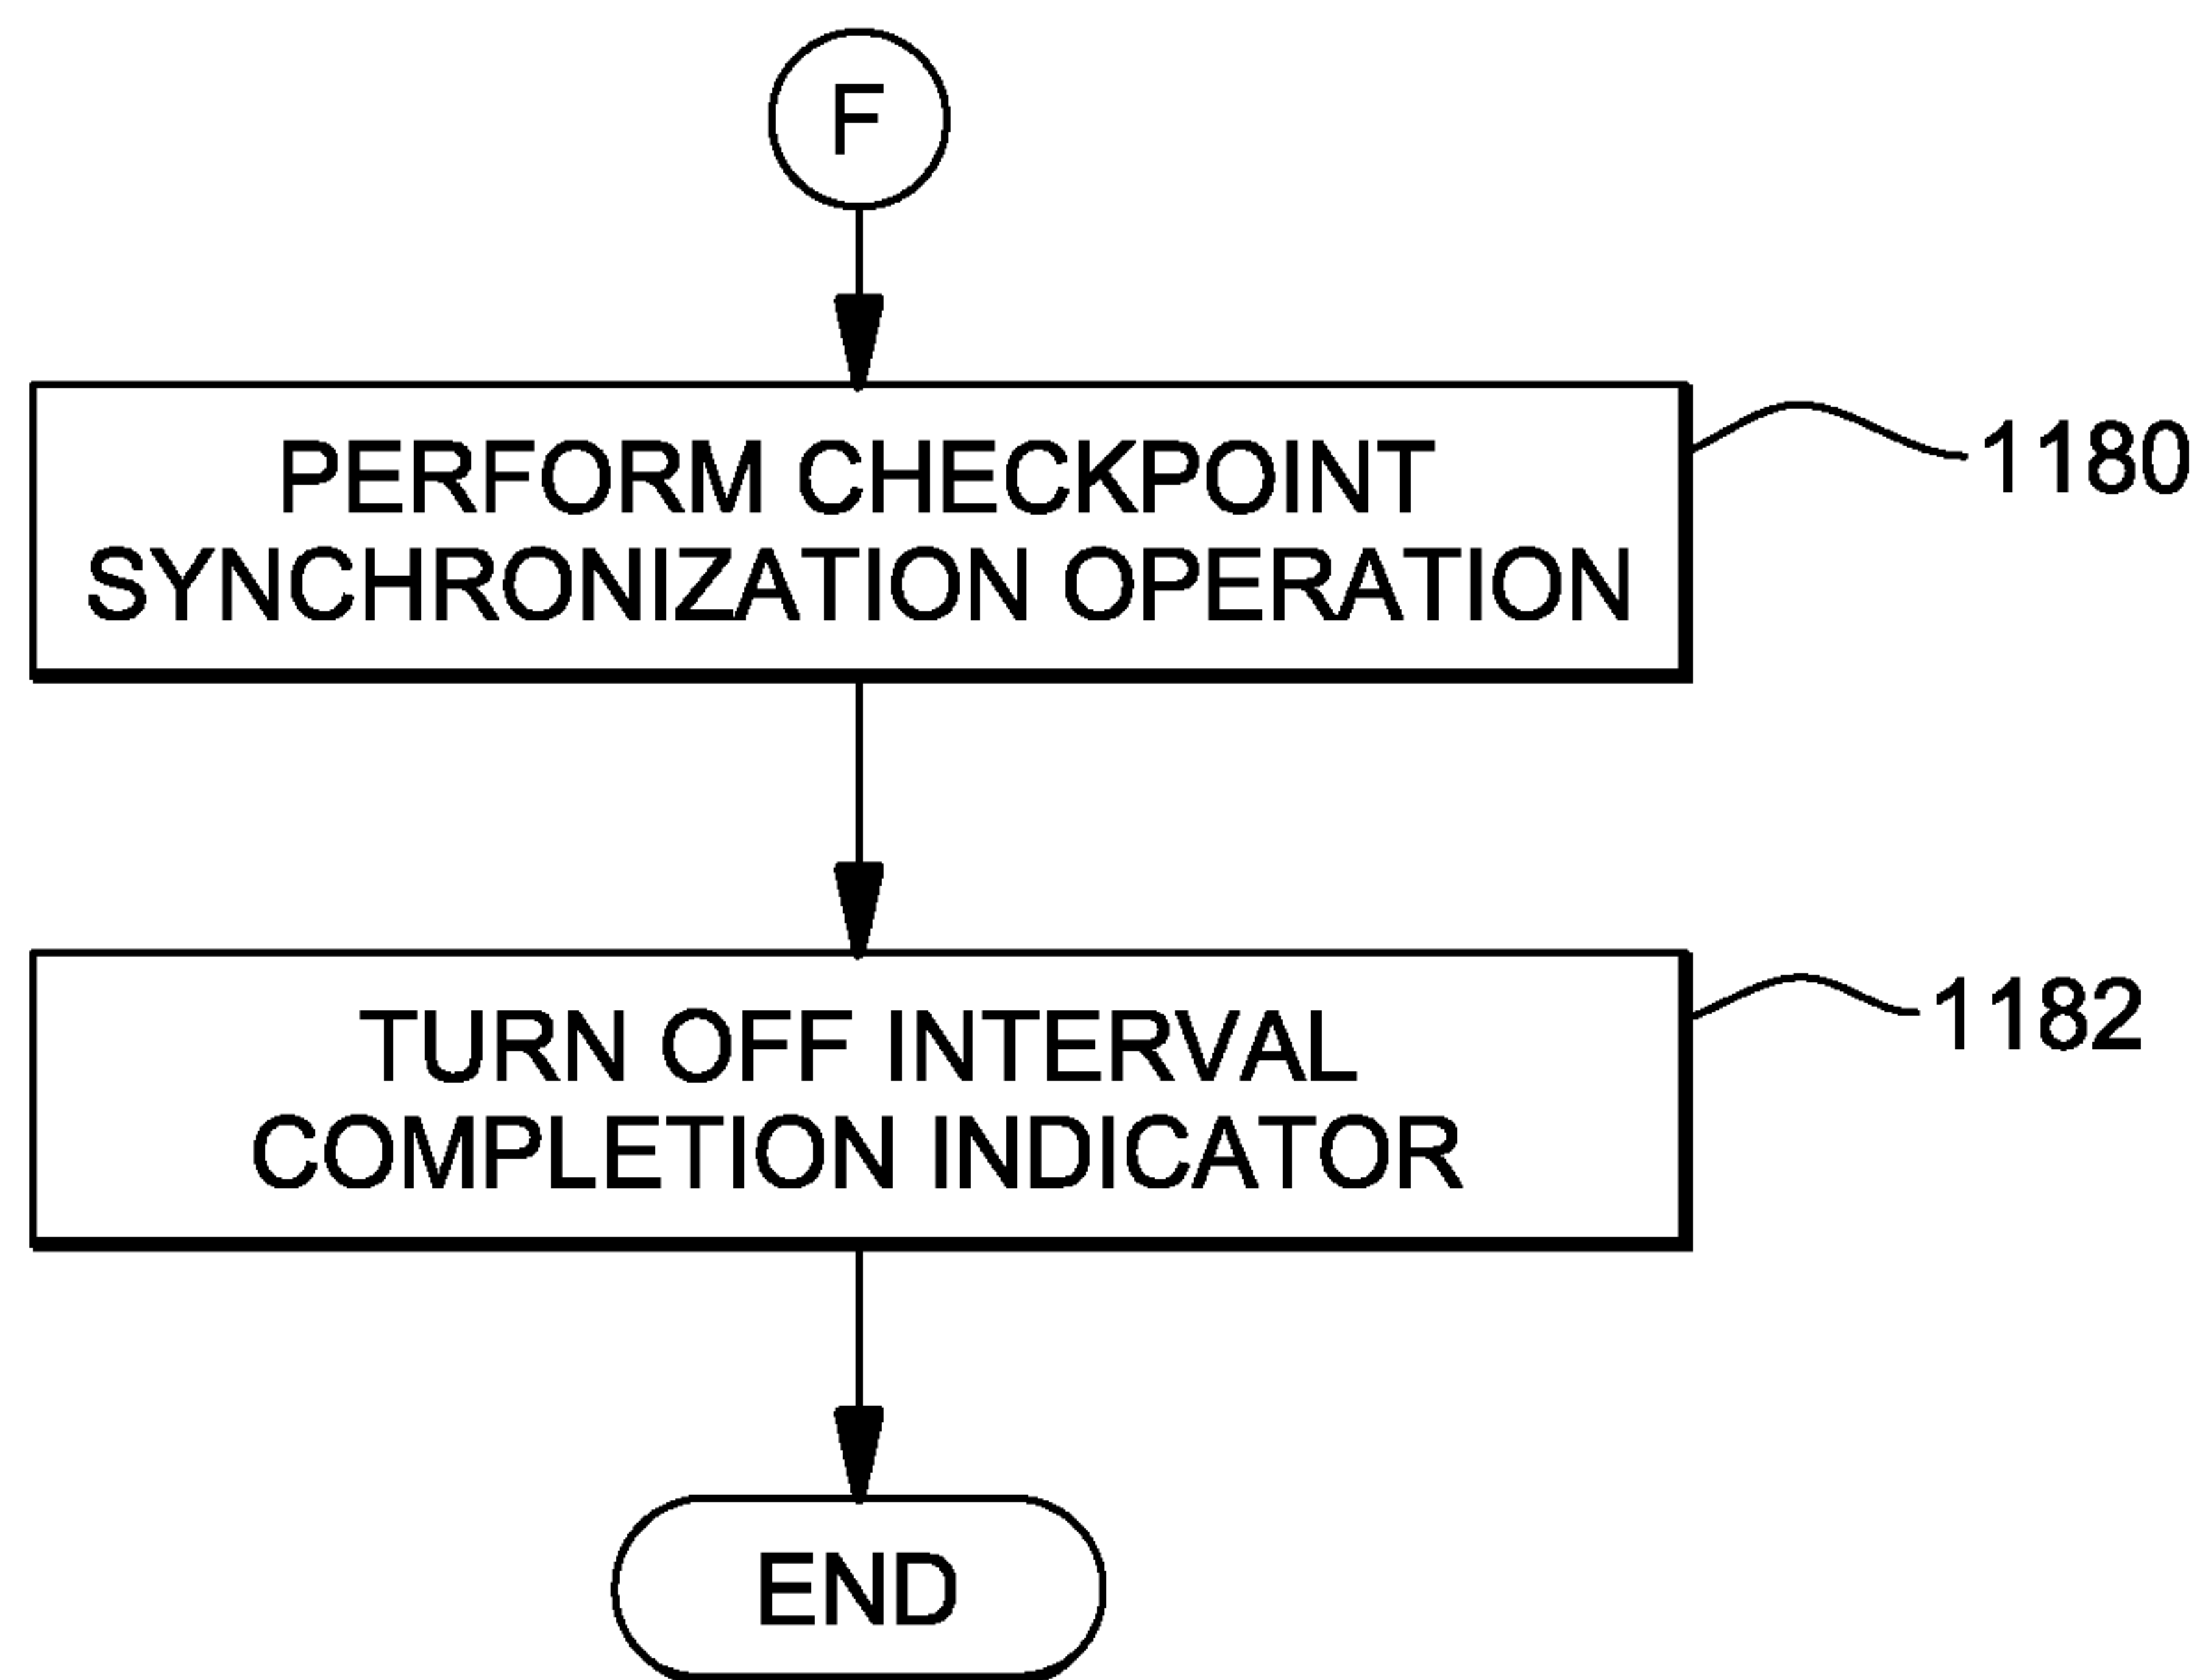 F
PERFORM CHECKPOINT
SYNCHRONIZATION OPERATION
1180
TURN OFF INTERVAL
COMPLETION INDICATOR
1182
END